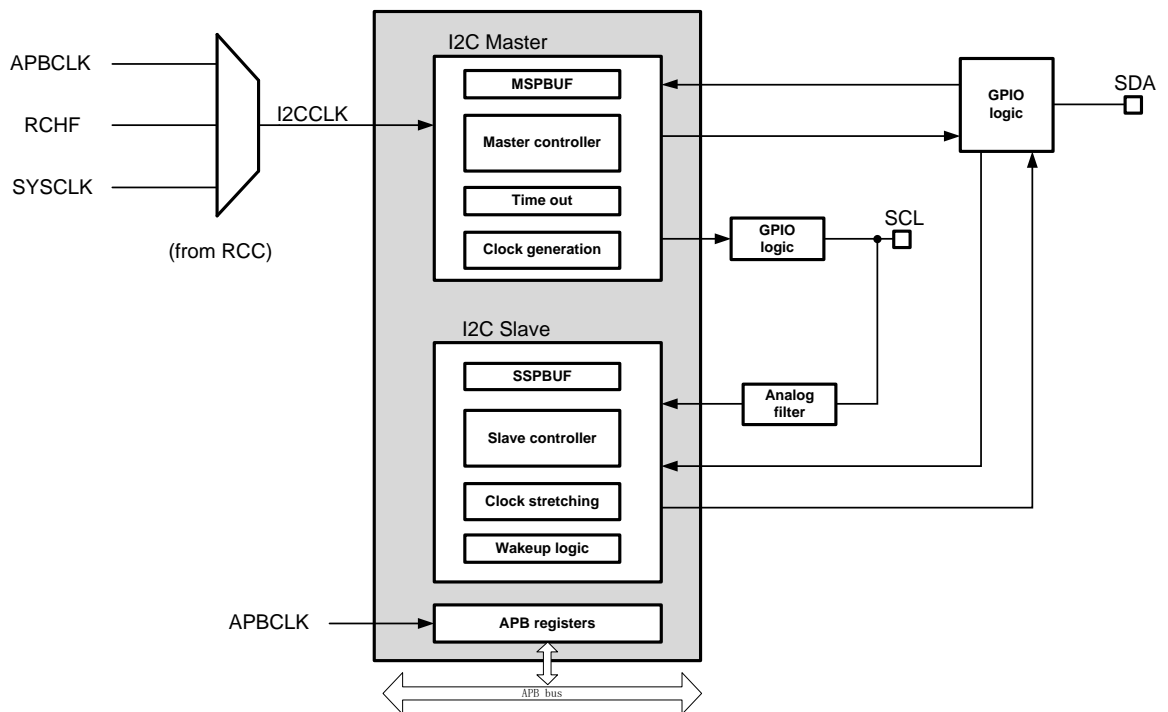 I2C Master
APBCLK
RCHF
SYSCLK
(from RCC)
I2CCLK
MSPBUF
Master controller
Time out
Clock generation
GPIO
logic
SDA
GPIO
logic
SCL
I2C Slave
SSPBUF
Slave controller
Clock stretching
Wakeup logic
Analog
filter
APBCLK
APB registers
APB bus